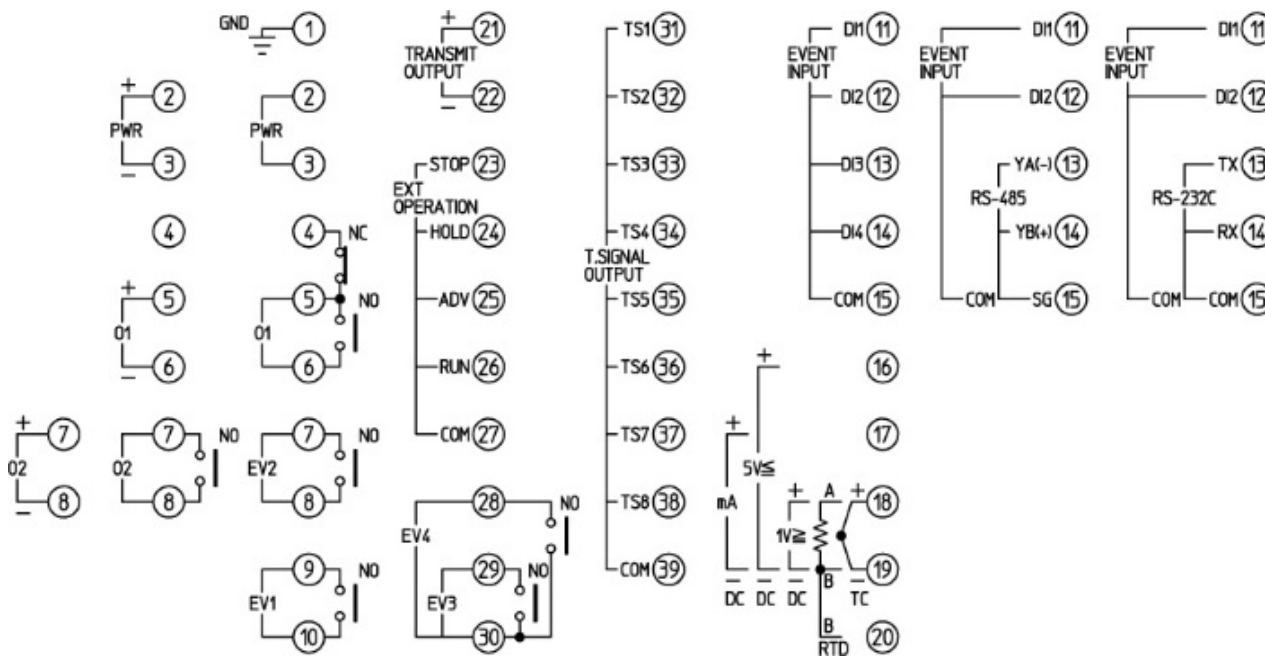 GND 1 + 21 TS1 31 DI1 11 DI1 11 DI1 11
TRANSMIT OUTPUT EVENT INPUT EVENT INPUT EVENT INPUT
+ 2 2 − 22 TS2 32 DI2 12 DI2 12 DI2 12
PWR PWR
− 3 3 STOP 23 TS3 33 DI3 13 YA(-) 13 TX 13
EXT OPERATION RS-485 RS-232C
4 4 NC HOLD 24 TS4 34 DI4 14 YB(+) 14 RX 14
T.SIGNAL OUTPUT
+ 5 5 NO ADV 25 TS5 35 COM 15 COM SG 15 COM COM 15
O1 O1
− 6 6 RUN 26 TS6 36 + 16
+ 7 7 NO 7 NO COM 27 TS7 37 + 17
O2 O2 EV2 5V≦
− 8 8 8 28 NO TS8 38 mA + A + 18
EV4 1V≧
9 NO 29 NO COM 39 − − − B − 19
EV1 EV3 DC DC DC TC
10 30 B 20
RTD